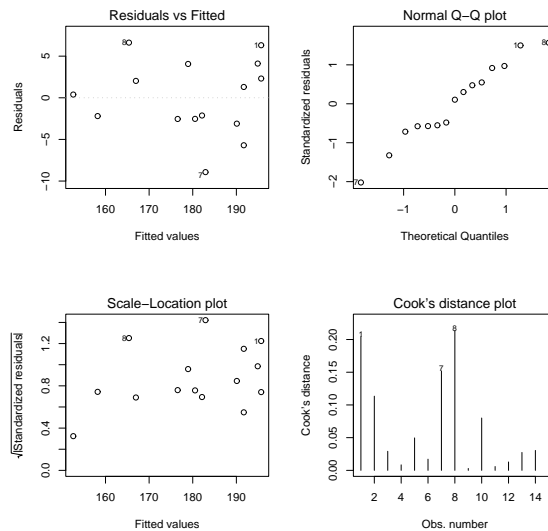 Residuals vs Fitted
Residuals
−10
−5
0
5
8
1
7
160 170 180 190
Fitted values
Normal Q−Q plot
Standardized residuals
−2
−1
0
1
8
1
7
−1 0 1
Theoretical Quantiles
Scale−Location plot
√|Standardized residuals|
0.0
0.4
0.8
1.2
7
8
1
160 170 180 190
Fitted values
Cook's distance plot
Cook's distance
0.00
0.05
0.10
0.15
0.20
8
1
7
2 4 6 8 10 12 14
Obs. number